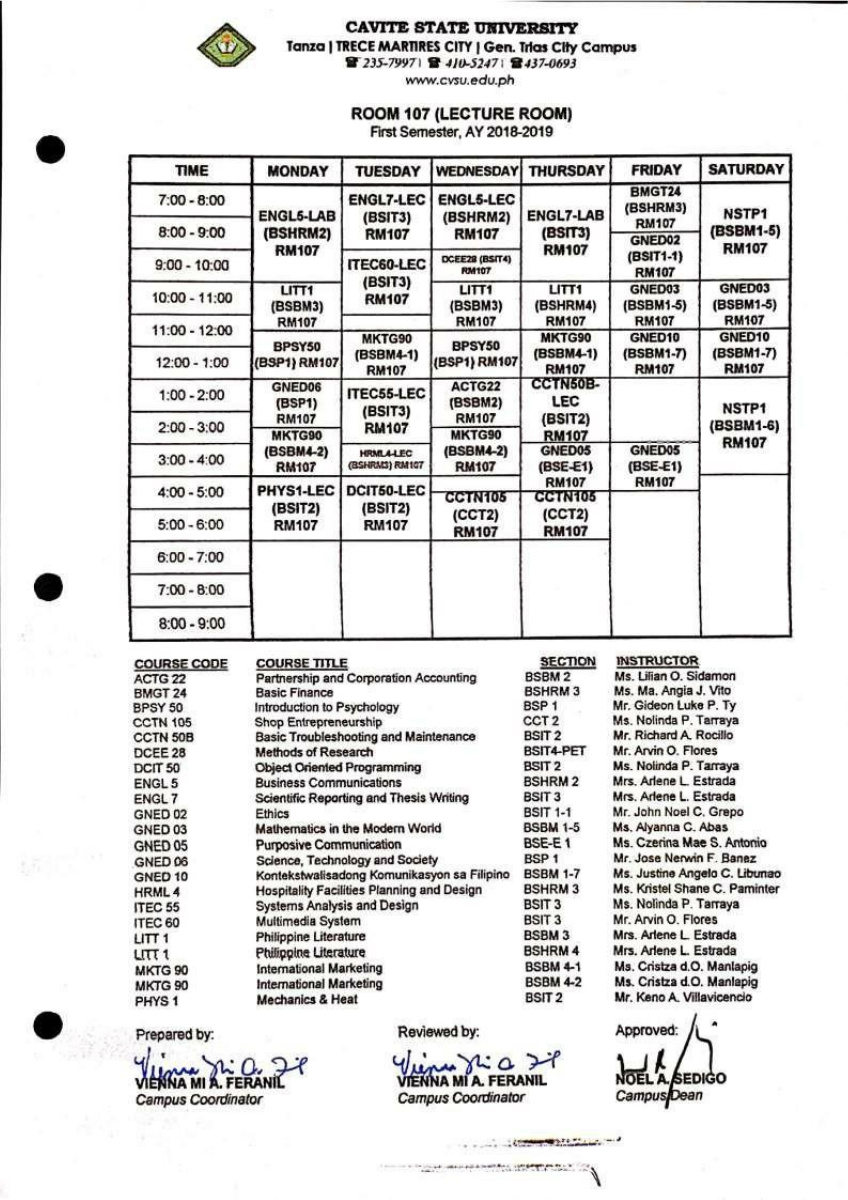 CAVITE STATE UNIVERSITY
Tanza | TRECE MARTIRES CITY | Gen. Trias City Campus
☎ 235-7997| ☎ 410-5247| ☎437-0693
www.cvsu.edu.ph
ROOM 107 (LECTURE ROOM)
First Semester, AY 2018-2019
TIME MONDAY TUESDAY WEDNESDAY THURSDAY FRIDAY SATURDAY
7:00 - 8:00
8:00 - 9:00
9:00 - 10:00
10:00 - 11:00
11:00 - 12:00
12:00 - 1:00
1:00 - 2:00
2:00 - 3:00
3:00 - 4:00
4:00 - 5:00
5:00 - 6:00
6:00 - 7:00
7:00 - 8:00
8:00 - 9:00
ENGL5-LAB
(BSHRM2)
RM107
LITT1
(BSBM3)
RM107
BPSY50
(BSP1) RM107
GNED06
(BSP1)
RM107
MKTG90
(BSBM4-2)
RM107
PHYS1-LEC
(BSIT2)
RM107
ENGL7-LEC
(BSIT3)
RM107
ITEC60-LEC
(BSIT3)
RM107
MKTG90
(BSBM4-1)
RM107
ITEC55-LEC
(BSIT3)
RM107
HRML4-LEC
(BSHRM3) RM107
DCIT50-LEC
(BSIT2)
RM107
ENGL5-LEC
(BSHRM2)
RM107
DCEE28 (BSIT4)
RM107
LITT1
(BSBM3)
RM107
BPSY50
(BSP1) RM107
ACTG22
(BSBM2)
RM107
MKTG90
(BSBM4-2)
RM107
CCTN105
(CCT2)
RM107
ENGL7-LAB
(BSIT3)
RM107
LITT1
(BSHRM4)
RM107
MKTG90
(BSBM4-1)
RM107
CCTN50B-
LEC
(BSIT2)
RM107
GNED05
(BSE-E1)
RM107
CCTN105
(CCT2)
RM107
BMGT24
(BSHRM3)
RM107
GNED02
(BSIT1-1)
RM107
GNED03
(BSBM1-5)
RM107
GNED10
(BSBM1-7)
RM107
GNED05
(BSE-E1)
RM107
NSTP1
(BSBM1-5)
RM107
GNED03
(BSBM1-5)
RM107
GNED10
(BSBM1-7)
RM107
NSTP1
(BSBM1-6)
RM107
COURSE CODE COURSE TITLE SECTION INSTRUCTOR
ACTG 22 Partnership and Corporation Accounting BSBM 2 Ms. Lilian O. Sidamon
BMGT 24 Basic Finance BSHRM 3 Ms. Ma. Angia J. Vito
BPSY 50 Introduction to Psychology BSP 1 Mr. Gideon Luke P. Ty
CCTN 105 Shop Entrepreneurship CCT 2 Ms. Nolinda P. Tarraya
CCTN 50B Basic Troubleshooting and Maintenance BSIT 2 Mr. Richard A. Rocillo
DCEE 28 Methods of Research BSIT4-PET Mr. Arvin O. Flores
DCIT 50 Object Oriented Programming BSIT 2 Ms. Nolinda P. Tarraya
ENGL 5 Business Communications BSHRM 2 Mrs. Arlene L. Estrada
ENGL 7 Scientific Reporting and Thesis Writing BSIT 3 Mrs. Arlene L. Estrada
GNED 02 Ethics BSIT 1-1 Mr. John Noel C. Grepo
GNED 03 Mathematics in the Modern World BSBM 1-5 Ms. Alyanna C. Abas
GNED 05 Purposive Communication BSE-E 1 Ms. Czerina Mae S. Antonio
GNED 06 Science, Technology and Society BSP 1 Mr. Jose Nerwin F. Banez
GNED 10 Kontekstwalisadong Komunikasyon sa Filipino BSBM 1-7 Ms. Justine Angelo C. Libunao
HRML 4 Hospitality Facilities Planning and Design BSHRM 3 Ms. Kristel Shane C. Paminter
ITEC 55 Systems Analysis and Design BSIT 3 Ms. Nolinda P. Tarraya
ITEC 60 Multimedia System BSIT 3 Mr. Arvin O. Flores
LITT 1 Philippine Literature BSBM 3 Mrs. Arlene L. Estrada
LITT 1 Philippine Literature BSHRM 4 Mrs. Arlene L. Estrada
MKTG 90 International Marketing BSBM 4-1 Ms. Cristza d.O. Manlapig
MKTG 90 International Marketing BSBM 4-2 Ms. Cristza d.O. Manlapig
PHYS 1 Mechanics & Heat BSIT 2 Mr. Keno A. Villavicencio
Prepared by: Reviewed by: Approved:
VIENNA MI A. FERANIL VIENNA MI A. FERANIL NOEL A. SEDIGO
Campus Coordinator Campus Coordinator Campus Dean